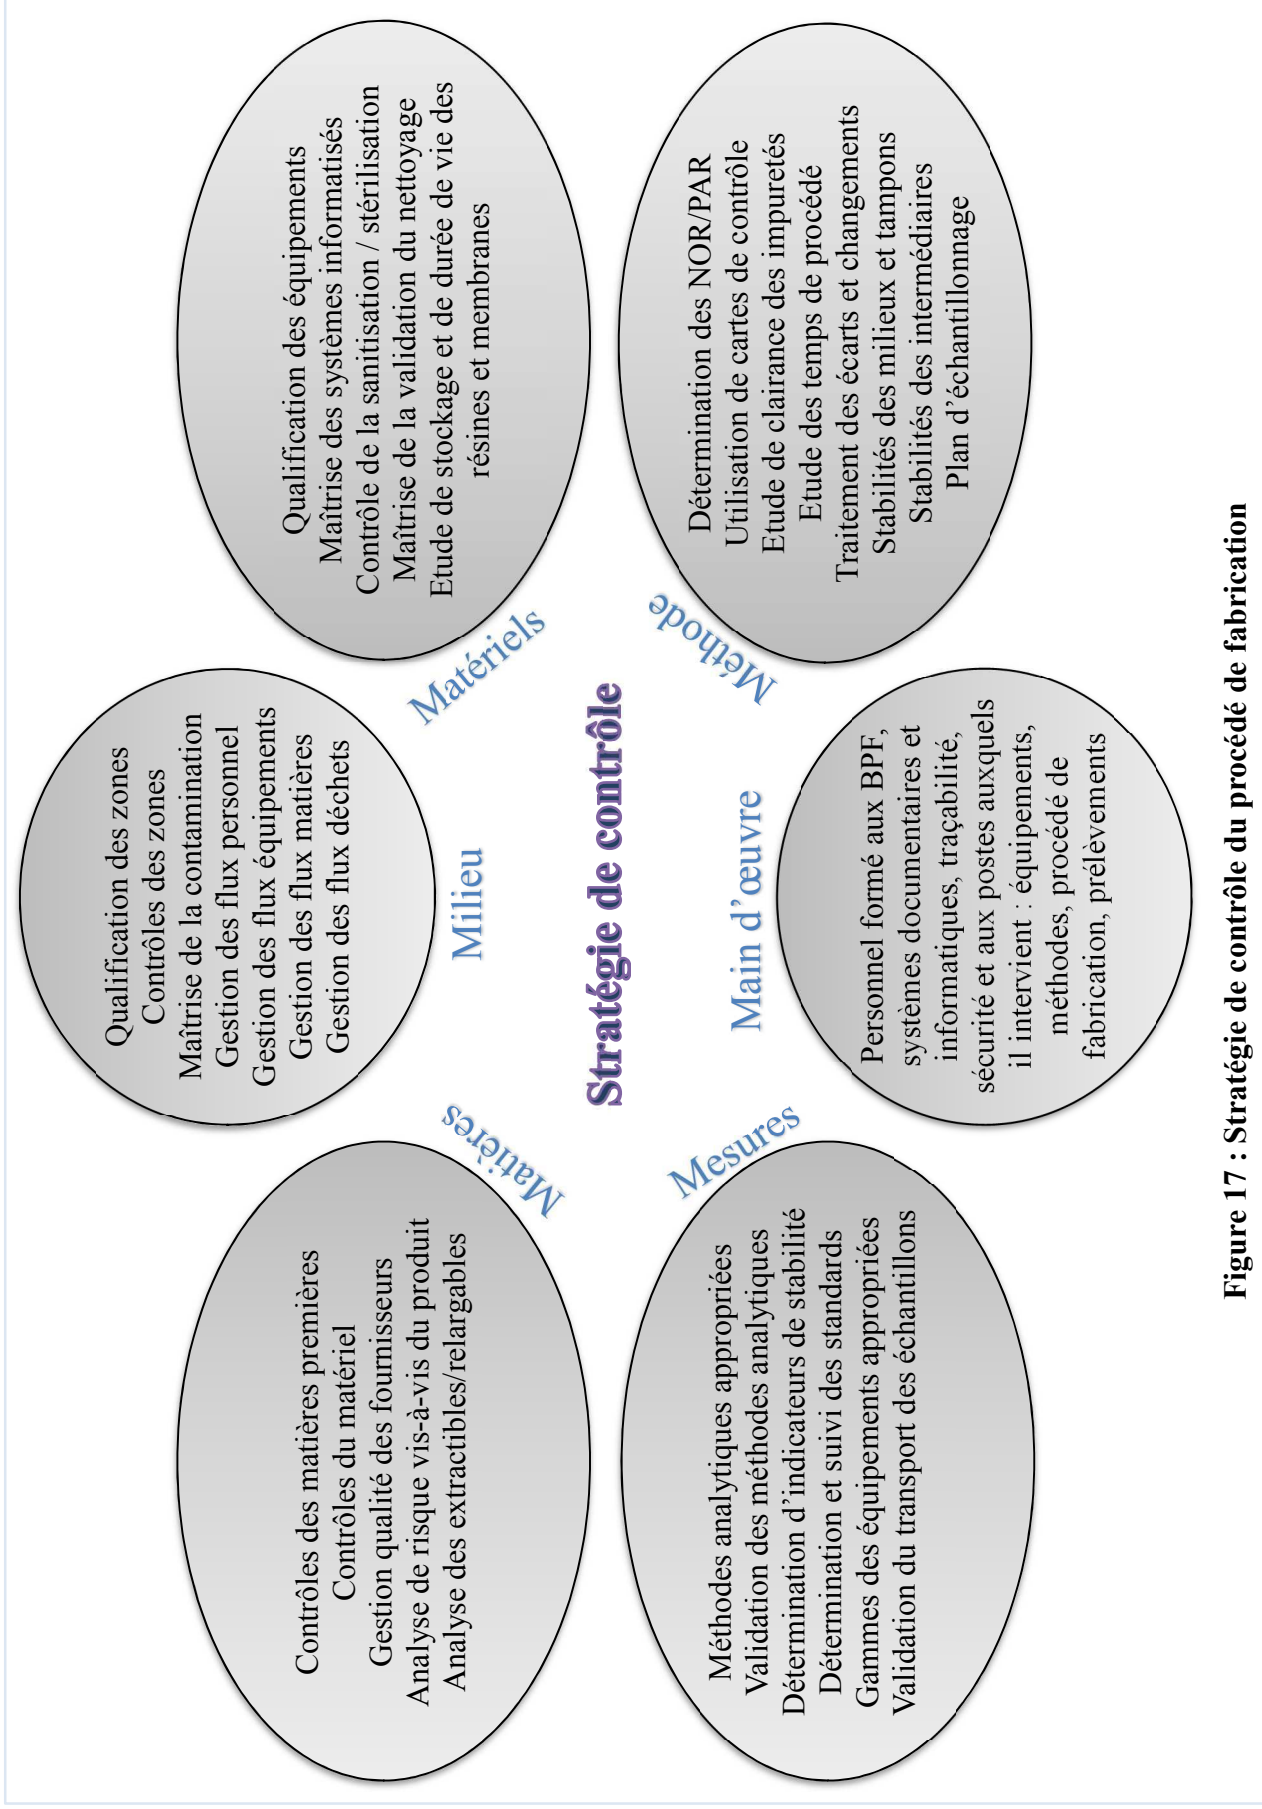 Contrôles des matières premières
Contrôles du matériel
Gestion qualité des fournisseurs
Analyse de risque vis-à-vis du produit
Analyse des extractibles/relargables
Matières
Qualification des zones
Contrôles des zones
Maîtrise de la contamination
Gestion des flux personnel
Gestion des flux équipements
Gestion des flux matières
Gestion des flux déchets
Milieu
Qualification des équipements
Maîtrise des systèmes informatisés
Contrôle de la sanitisation / stérilisation
Maîtrise de la validation du nettoyage
Etude de stockage et de durée de vie des
résines et membranes
Matériels
Stratégie de contrôle
Mesures
Méthodes analytiques appropriées
Validation des méthodes analytiques
Détermination d’indicateurs de stabilité
Détermination et suivi des standards
Gammes des équipements appropriées
Validation du transport des échantillons
Main d’œuvre
Personnel formé aux BPF,
systèmes documentaires et
informatiques, traçabilité,
sécurité et aux postes auxquels
il intervient : équipements,
méthodes, procédé de
fabrication, prélèvements
Méthode
Détermination des NOR/PAR
Utilisation de cartes de contrôle
Etude de clairance des impuretés
Etude des temps de procédé
Traitement des écarts et changements
Stabilités des milieux et tampons
Stabilités des intermédiaires
Plan d’échantillonnage
Figure 17 : Stratégie de contrôle du procédé de fabrication